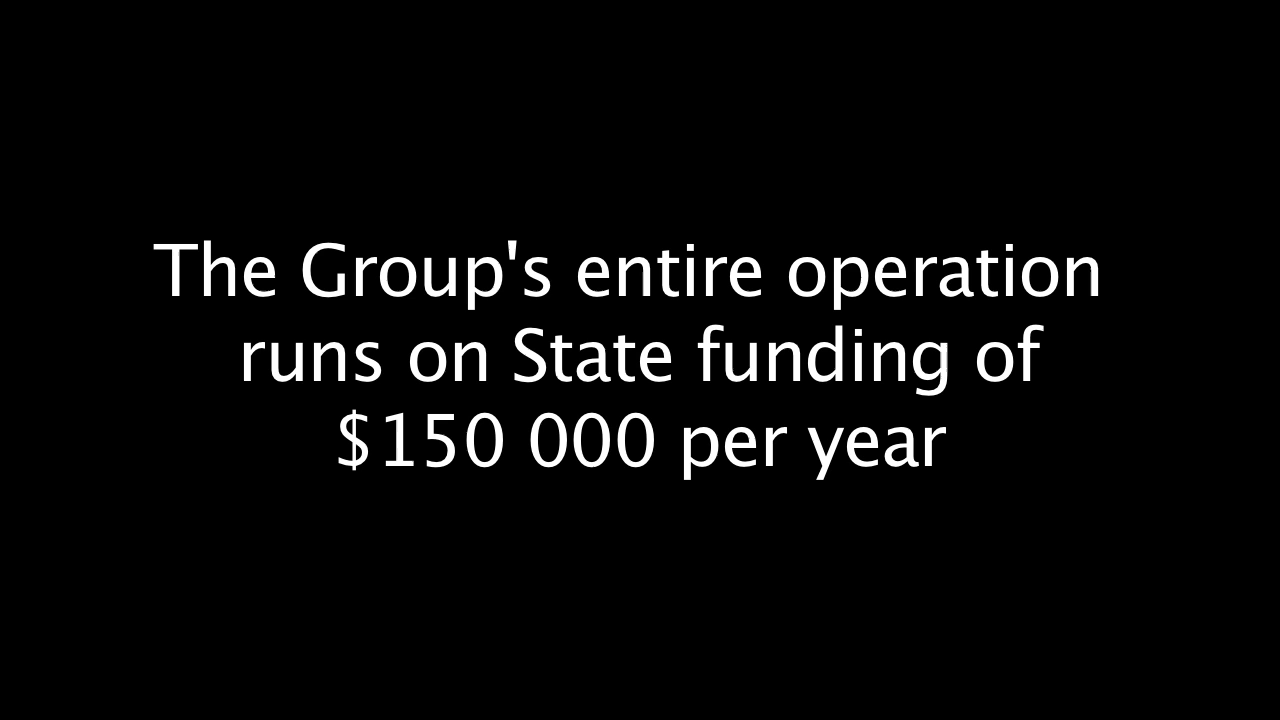 The Group's entire operation
runs on State funding of
$150 000 per year